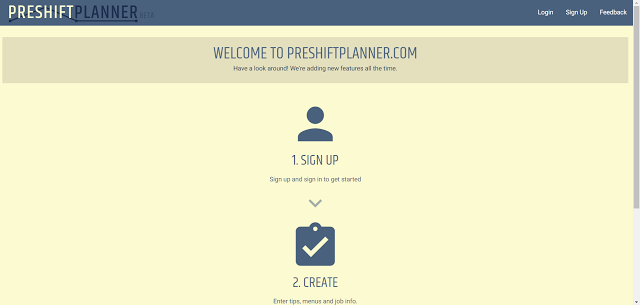 PRESHIFTPLANNER BETA
Login Sign Up Feedback
WELCOME TO PRESHIFTPLANNER.COM
Have a look around! We're adding new features all the time.
1. SIGN UP
Sign up and sign in to get started
2. CREATE
Enter tips, menus and job info.